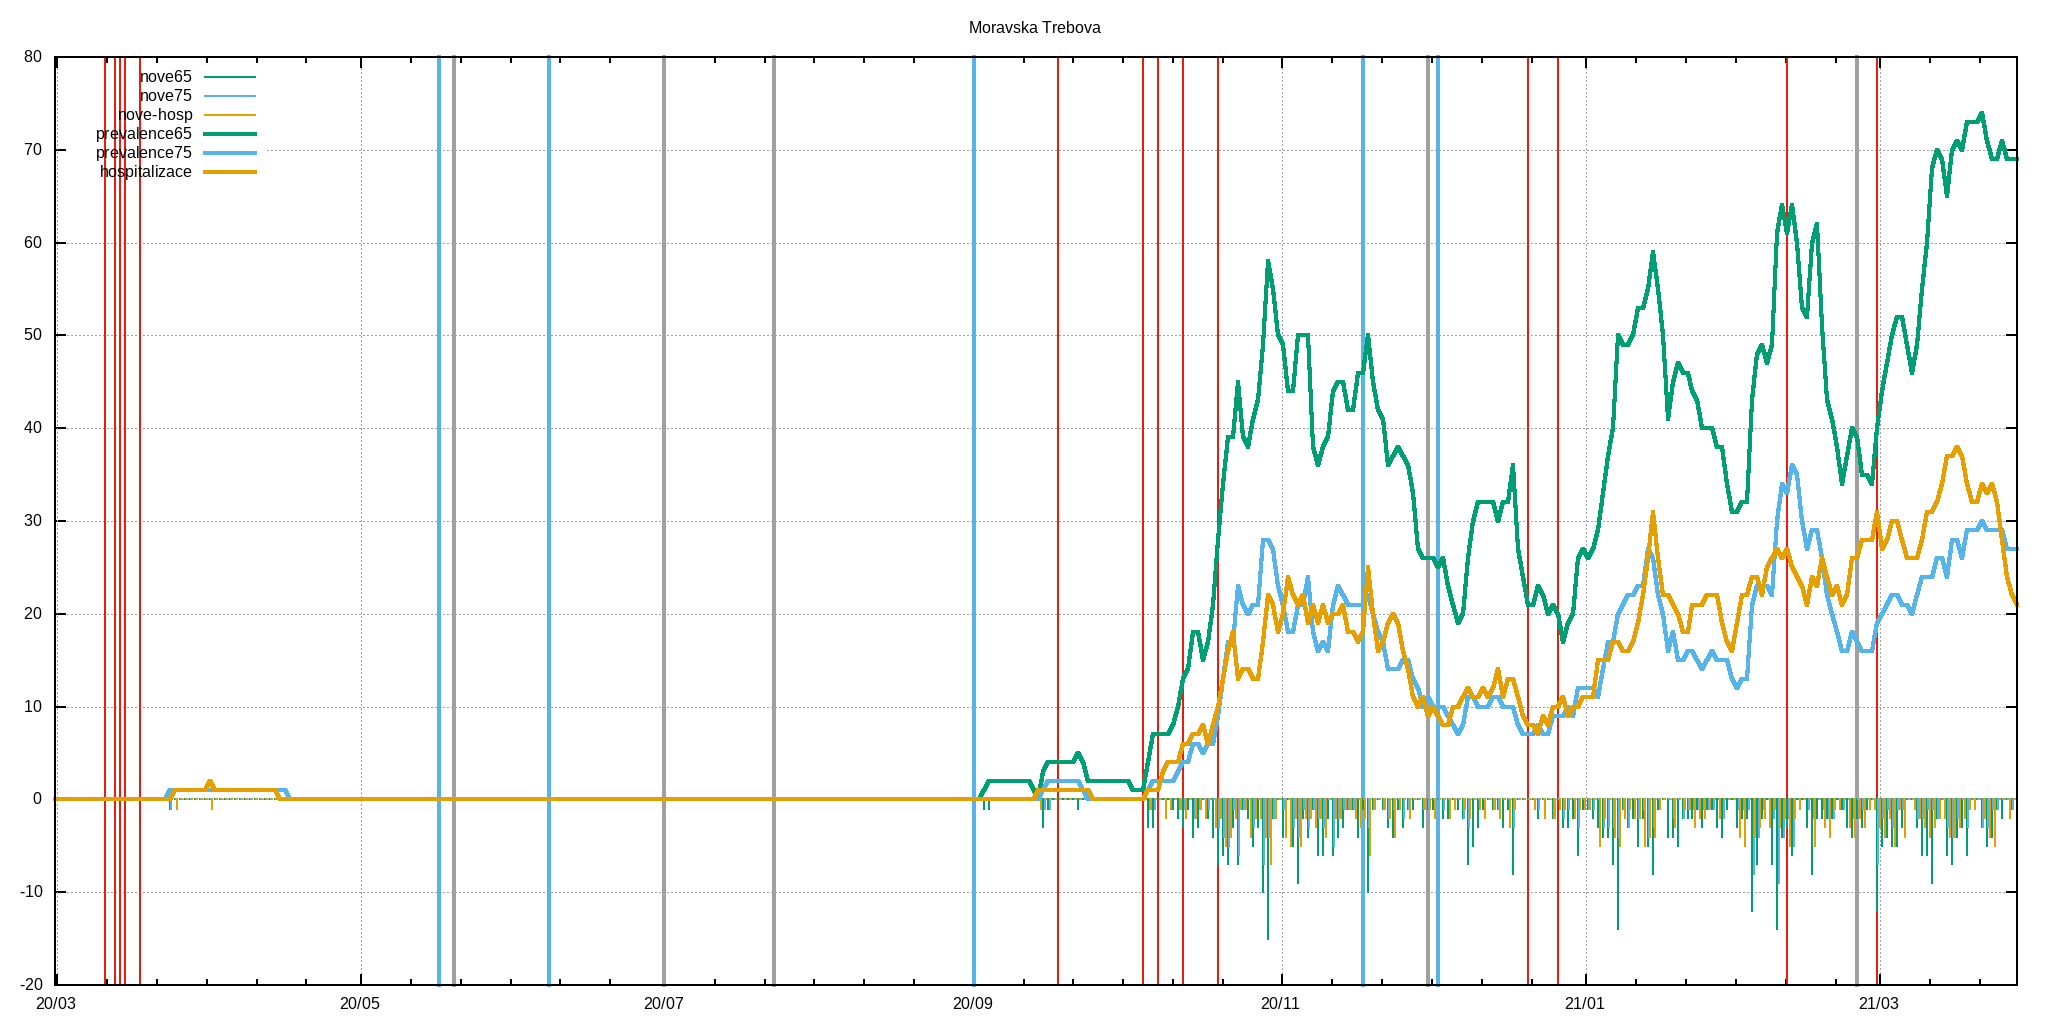 Moravska Trebova
80
70
60
50
40
30
20
10
0
-10
-20
nove65
nove75
nove-hosp
prevalence65
prevalence75
hospitalizace
20/03 20/05 20/07 20/09 20/11 21/01 21/03